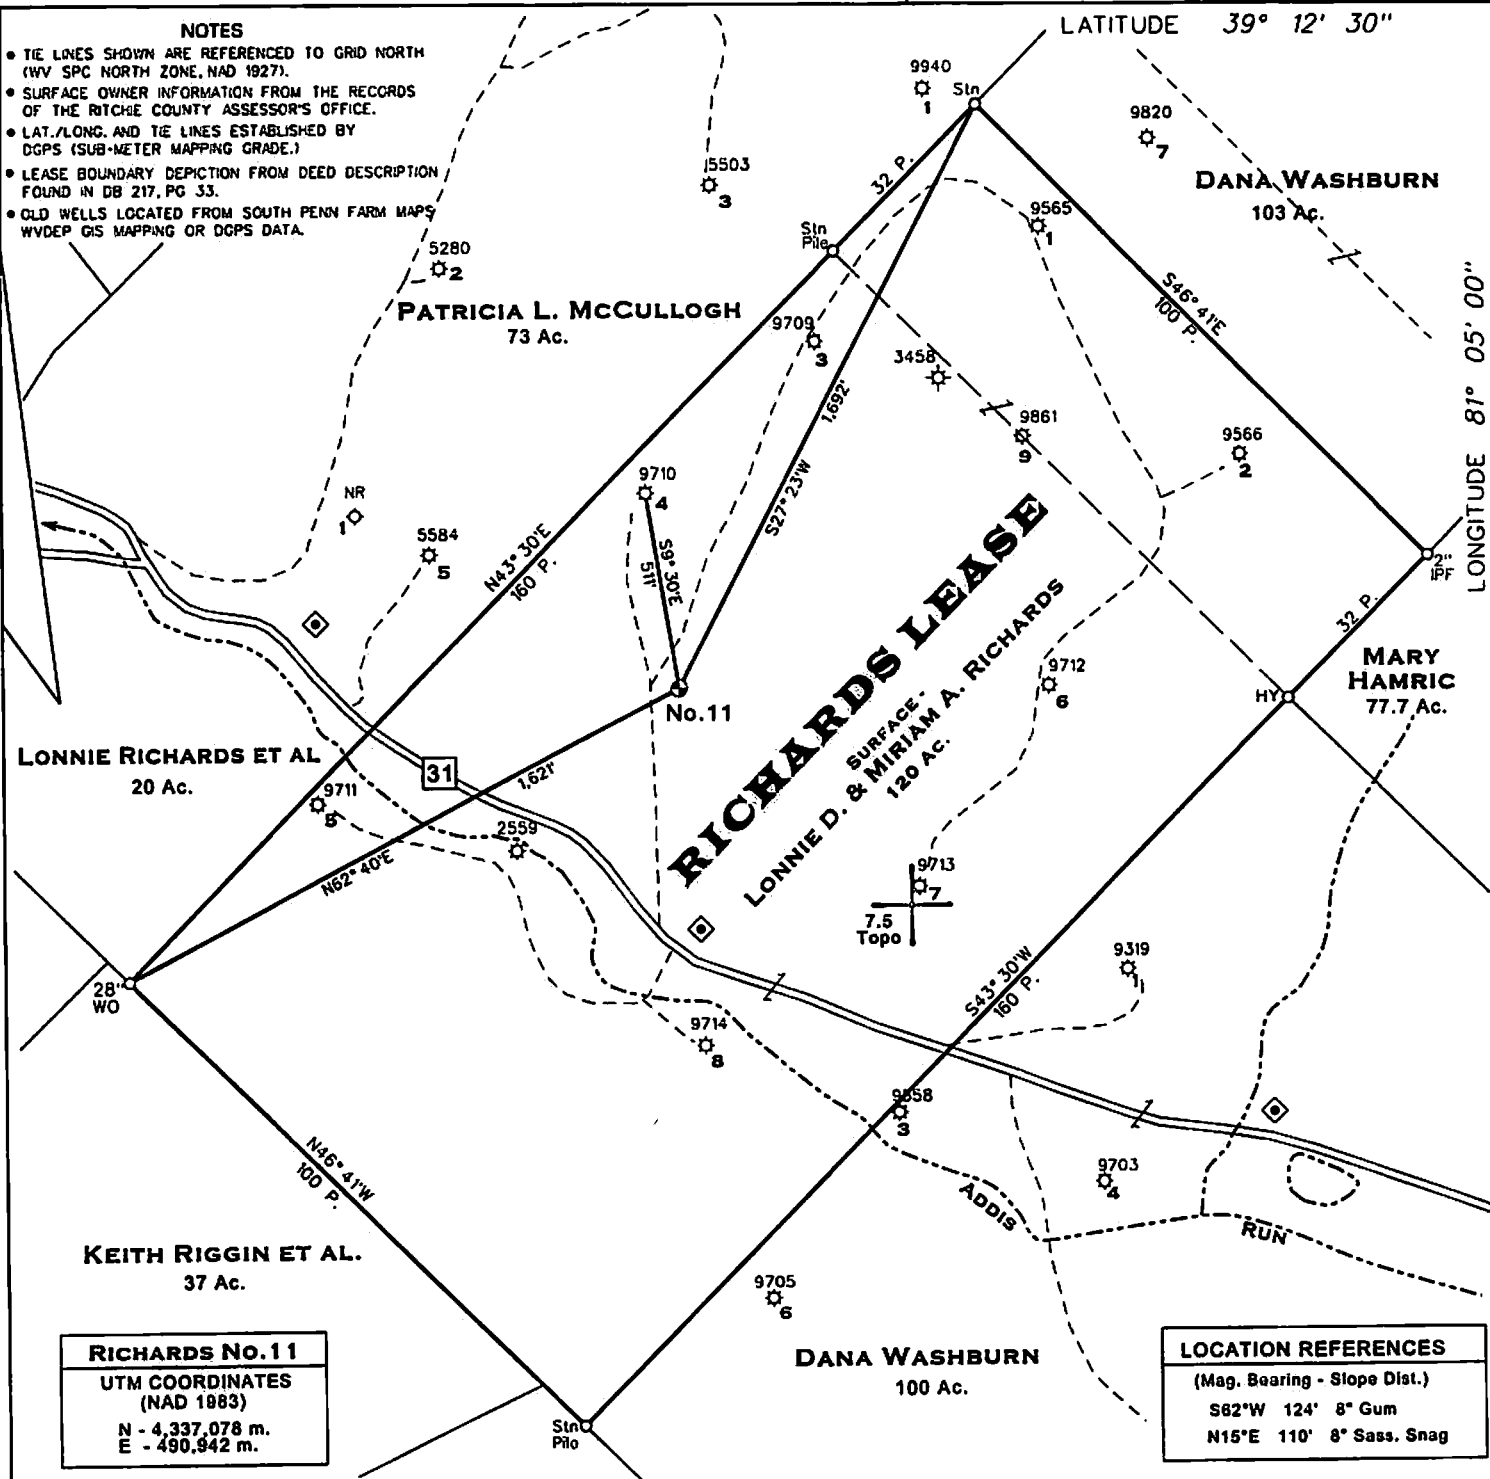 NOTES
• TIE LINES SHOWN ARE REFERENCED TO GRID NORTH
(WV SPC NORTH ZONE, NAD 1927).
• SURFACE OWNER INFORMATION FROM THE RECORDS
OF THE RITCHIE COUNTY ASSESSOR'S OFFICE.
• LAT./LONG. AND TIE LINES ESTABLISHED BY
DGPS (SUB-METER MAPPING GRADE.)
• LEASE BOUNDARY DEPICTION FROM DEED DESCRIPTION
FOUND IN DB 217, PG 33.
• OLD WELLS LOCATED FROM SOUTH PENN FARM MAPS
WVDEP GIS MAPPING OR DGPS DATA.
LATITUDE 39° 12' 30"
LONGITUDE 81° 05' 00"
9940
1
Stn
9820
7
DANA WASHBURN
103 Ac.
5503
3
32 P.
9565
1
Stn
Pile
5280
2
S46° 41'E
100 P.
PATRICIA L. MCCULLOGH
73 Ac.
9709
3
3458
1,692'
S27° 23'W
9861
9
9566
2
9710
4
NR
1
5584
5
N43° 30'E
160 P.
S9° 30'E
511'
2"
IPF
32 P.
RICHARDS LEASE
SURFACE -
LONNIE D. & MIRIAM A. RICHARDS
120 AC.
MARY
HAMRIC
77.7 Ac.
9712
6
HY
No.11
LONNIE RICHARDS ET AL
20 Ac.
31
1,621'
N62° 40'E
9711
5
2559
9713
7
7.5
Topo
28"
WO
S43° 30'W
160 P.
9319
1
9714
8
9558
3
N46° 41'W
100 P.
9703
4
ADDIS
RUN
KEITH RIGGIN ET AL.
37 Ac.
9705
6
DANA WASHBURN
100 Ac.
Stn
Pile
RICHARDS NO.11
UTM COORDINATES
(NAD 1983)
N - 4,337,078 m.
E - 490,942 m.
LOCATION REFERENCES
(Mag. Bearing - Slope Dist.)
S62°W 124' 8" Gum
N15°E 110' 8" Sass. Snag